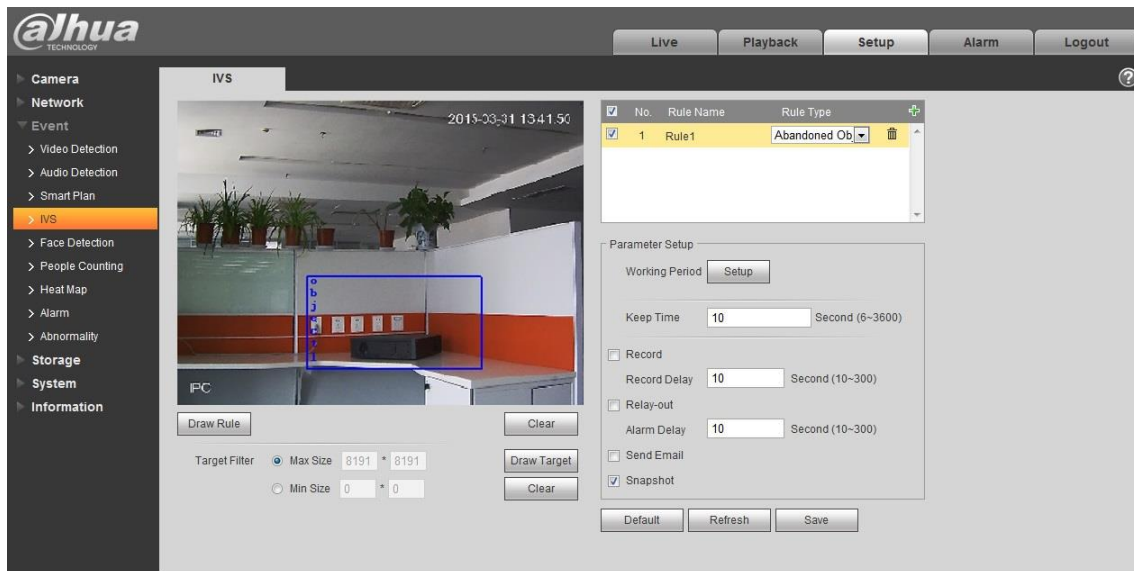 alhua
TECHNOLOGY
Live
Playback
Setup
Alarm
Logout
Camera
Network
Event
Video Detection
Audio Detection
Smart Plan
IVS
Face Detection
People Counting
Heat Map
Alarm
Abnormality
Storage
System
Information
IVS
2015-03-31 13:41:50
object1
IPC
Draw Rule
Clear
Target Filter Max Size 8191 * 8191 Draw Target
Min Size 0 * 0 Clear
No. Rule Name Rule Type
1 Rule1 Abandoned Ob
Parameter Setup
Working Period Setup
Keep Time 10 Second (6~3600)
Record
Record Delay 10 Second (10~300)
Relay-out
Alarm Delay 10 Second (10~300)
Send Email
Snapshot
Default Refresh Save